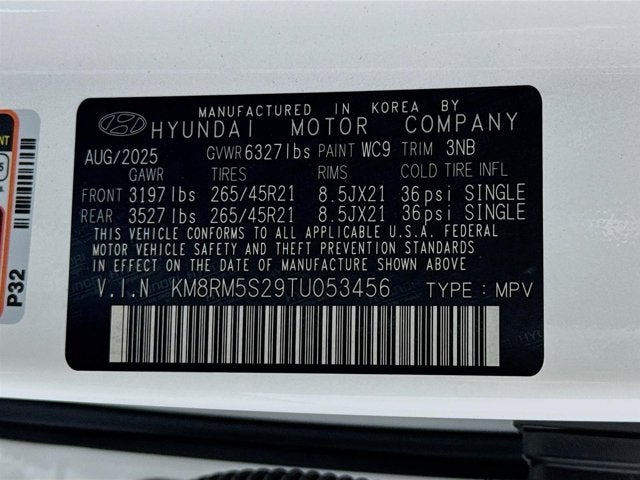 MANUFACTURED IN KOREA BY
HYUNDAI MOTOR COMPANY
AUG/2025 GVWR 6327lbs PAINT WC9 TRIM 3NB
GAWR TIRES RIMS COLD TIRE INFL
FRONT 3197lbs 265/45R21 8.5JX21 36psi SINGLE
REAR 3527lbs 265/45R21 8.5JX21 36psi SINGLE
THIS VEHICLE CONFORMS TO ALL APPLICABLE U.S.A. FEDERAL
MOTOR VEHICLE SAFETY AND THEFT PREVENTION STANDARDS
IN EFFECT ON THE DATE OF MANUFACTURE SHOWN ABOVE
V.I.N KM8RM5S29TU053456 TYPE : MPV
P32